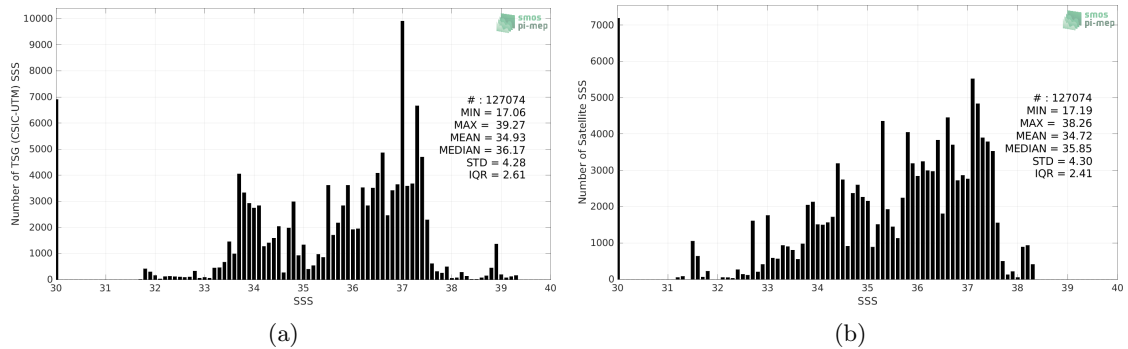 smos
pi-mep
10000
9000
8000
7000
6000
5000
4000
3000
2000
1000
0
Number of TSG (CSIC-UTM) SSS
# : 127074
MIN = 17.06
MAX = 39.27
MEAN = 34.93
MEDIAN = 36.17
STD = 4.28
IQR = 2.61
30 31 32 33 34 35 36 37 38 39 40
SSS
(a)
smos
pi-mep
7000
6000
5000
4000
3000
2000
1000
0
Number of Satellite SSS
# : 127074
MIN = 17.19
MAX = 38.26
MEAN = 34.72
MEDIAN = 35.85
STD = 4.30
IQR = 2.41
30 31 32 33 34 35 36 37 38 39 40
SSS
(b)